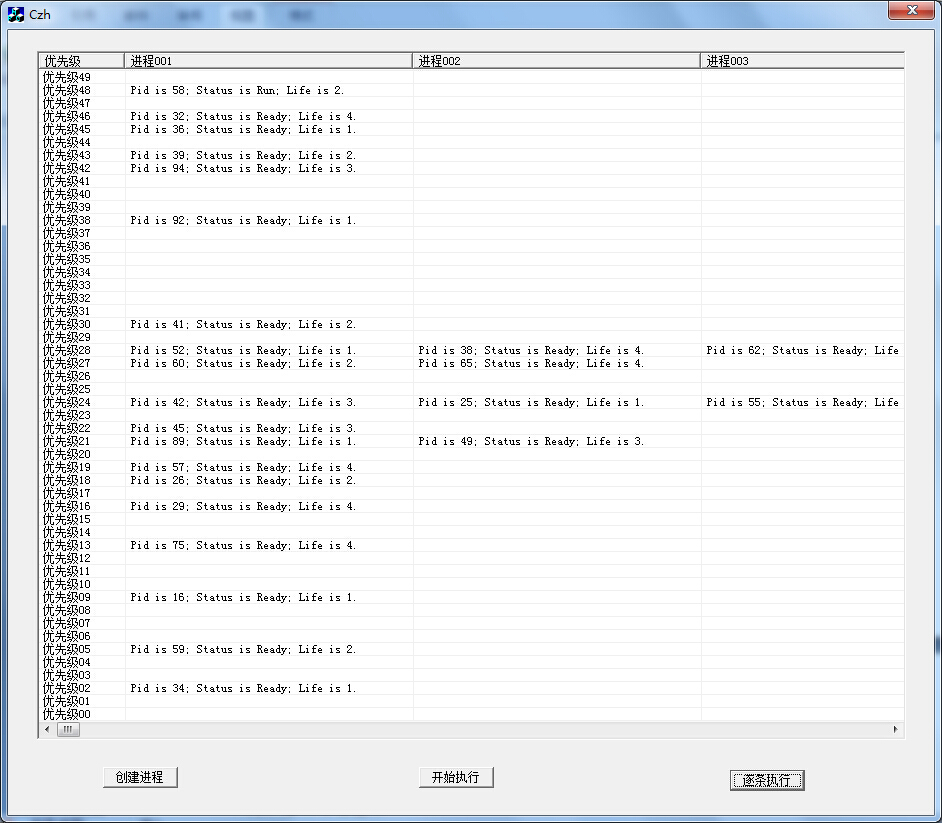 Czh
优先级 进程001 进程002 进程003
优先级49
优先级48 Pid is 58; Status is Run; Life is 2.
优先级47
优先级46 Pid is 32; Status is Ready; Life is 4.
优先级45 Pid is 36; Status is Ready; Life is 1.
优先级44
优先级43 Pid is 39; Status is Ready; Life is 2.
优先级42 Pid is 94; Status is Ready; Life is 3.
优先级41
优先级40
优先级39
优先级38 Pid is 92; Status is Ready; Life is 1.
优先级37
优先级36
优先级35
优先级34
优先级33
优先级32
优先级31
优先级30 Pid is 41; Status is Ready; Life is 2.
优先级29
优先级28 Pid is 52; Status is Ready; Life is 1. Pid is 38; Status is Ready; Life is 4. Pid is 62; Status is Ready; Life
优先级27 Pid is 60; Status is Ready; Life is 2. Pid is 65; Status is Ready; Life is 4.
优先级26
优先级25
优先级24 Pid is 42; Status is Ready; Life is 3. Pid is 25; Status is Ready; Life is 1. Pid is 55; Status is Ready; Life
优先级23
优先级22 Pid is 45; Status is Ready; Life is 3.
优先级21 Pid is 89; Status is Ready; Life is 1. Pid is 49; Status is Ready; Life is 3.
优先级20
优先级19 Pid is 57; Status is Ready; Life is 4.
优先级18 Pid is 26; Status is Ready; Life is 2.
优先级17
优先级16 Pid is 29; Status is Ready; Life is 4.
优先级15
优先级14
优先级13 Pid is 75; Status is Ready; Life is 4.
优先级12
优先级11
优先级10
优先级09 Pid is 16; Status is Ready; Life is 1.
优先级08
优先级07
优先级06
优先级05 Pid is 59; Status is Ready; Life is 2.
优先级04
优先级03
优先级02 Pid is 34; Status is Ready; Life is 1.
优先级01
优先级00
创建进程 开始执行 逐条执行